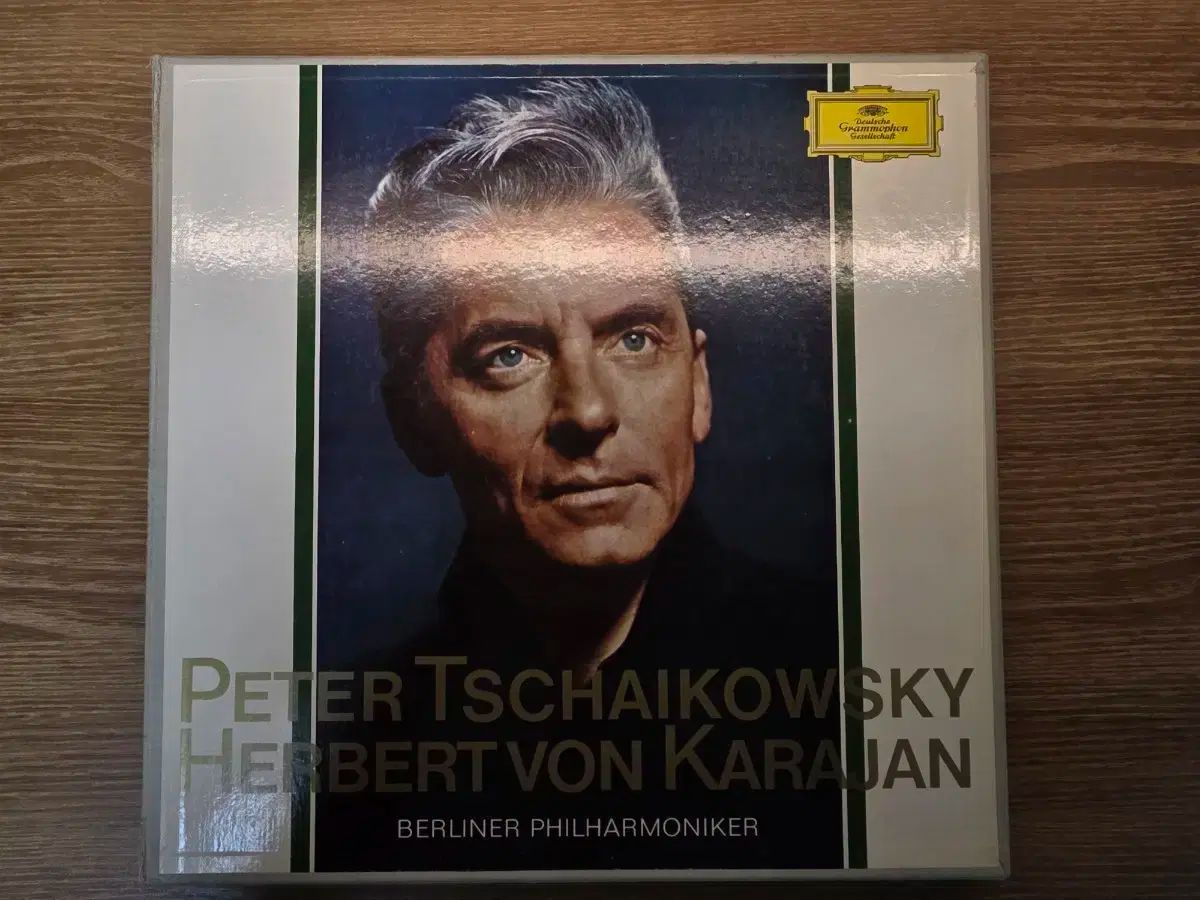 Deutsche
Grammophon
Gesellschaft
PETER TSCHAIKOWSKY
HERBERT VON KARAJAN
BERLINER PHILHARMONIKER